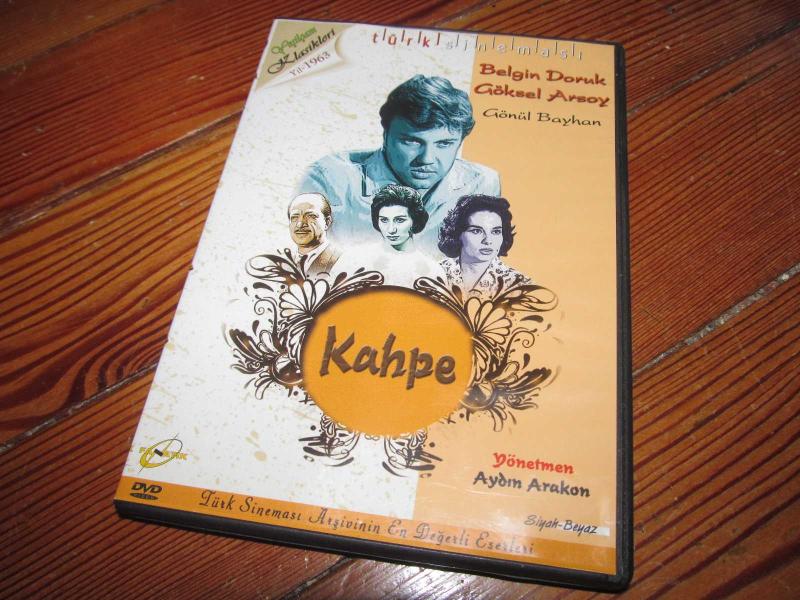 Yeşilçam
Klasikleri
Yıl-1963
türk sineması
Belgin Doruk
Göksel Arsoy
Gönül Bayhan
Kahpe
Yönetmen
Aydın Arakon
DVD
VIDEO
Siyah-Beyaz
Türk Sineması Arşivinin En Değerli Eserleri